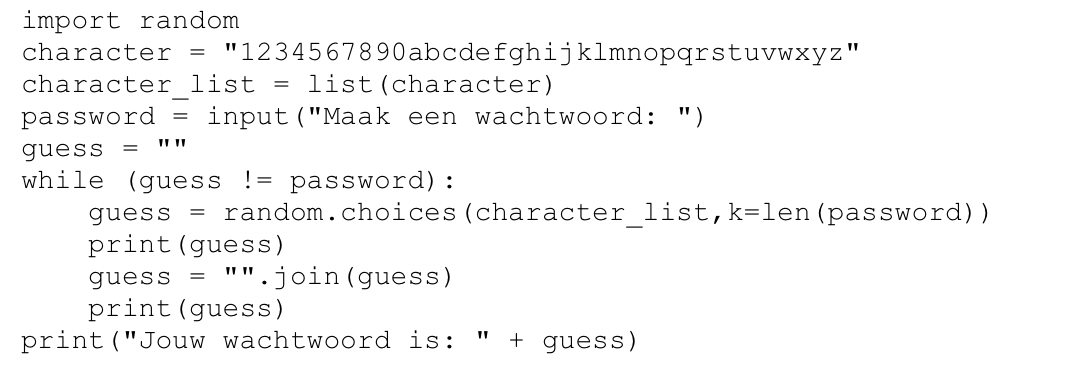 import random
character = "1234567890abcdefghijklmnopqrstuvwxyz"
character_list = list(character)
password = input("Maak een wachtwoord: ")
guess = ""
while (guess != password):
    guess = random.choices(character_list,k=len(password))
    print(guess)
    guess = "".join(guess)
    print(guess)
print("Jouw wachtwoord is: " + guess)